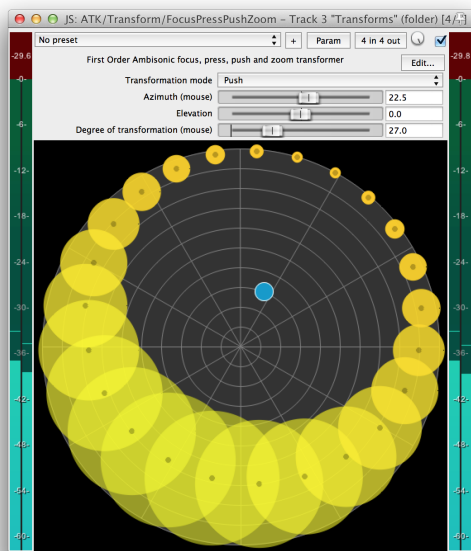 JS: ATK/Transform/FocusPressPushZoom – Track 3 "Transforms" (folder) [4/
No preset + Param 4 in 4 out
-29.6 -29.8
First Order Ambisonic focus, press, push and zoom transformer Edit...
Transformation mode Push
-0- -0-
Azimuth (mouse) 22.5
Elevation 0.0
Degree of transformation (mouse) 27.0
-12- -12-
-18- -18-
-24- -24-
-30- -30-
-36- -36-
-42- -42-
-48- -48-
-54- -54-
-60- -60-